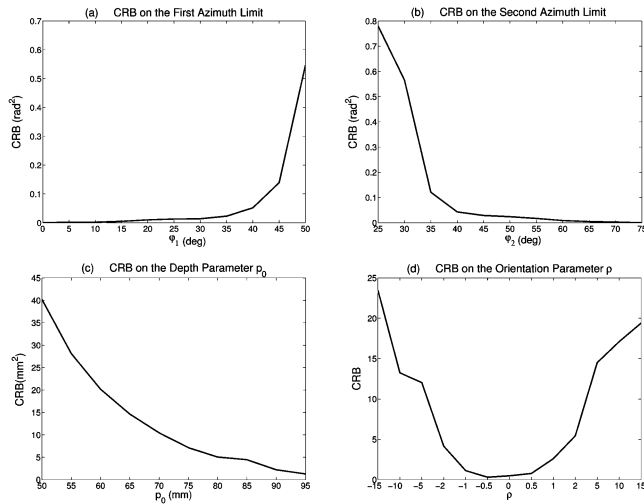 (a) CRB on the First Azimuth Limit
0.7
0.6
0.5
0.4
0.3
0.2
0.1
0
CRB (rad²)
0 5 10 15 20 25 30 35 40 45 50
φ₁ (deg)
(b) CRB on the Second Azimuth Limit
0.8
0.7
0.6
0.5
0.4
0.3
0.2
0.1
0
CRB (rad²)
25 30 35 40 45 50 55 60 65 70 75
φ₂ (deg)
(c) CRB on the Depth Parameter p₀
45
40
35
30
25
20
15
10
5
0
CRB(mm²)
50 55 60 65 70 75 80 85 90 95
p₀ (mm)
(d) CRB on the Orientation Parameter ρ
25
20
15
10
5
0
CRB
-15 -10 -5 -2 -1 -0.5 0 0.5 1 2 5 10 15
ρ